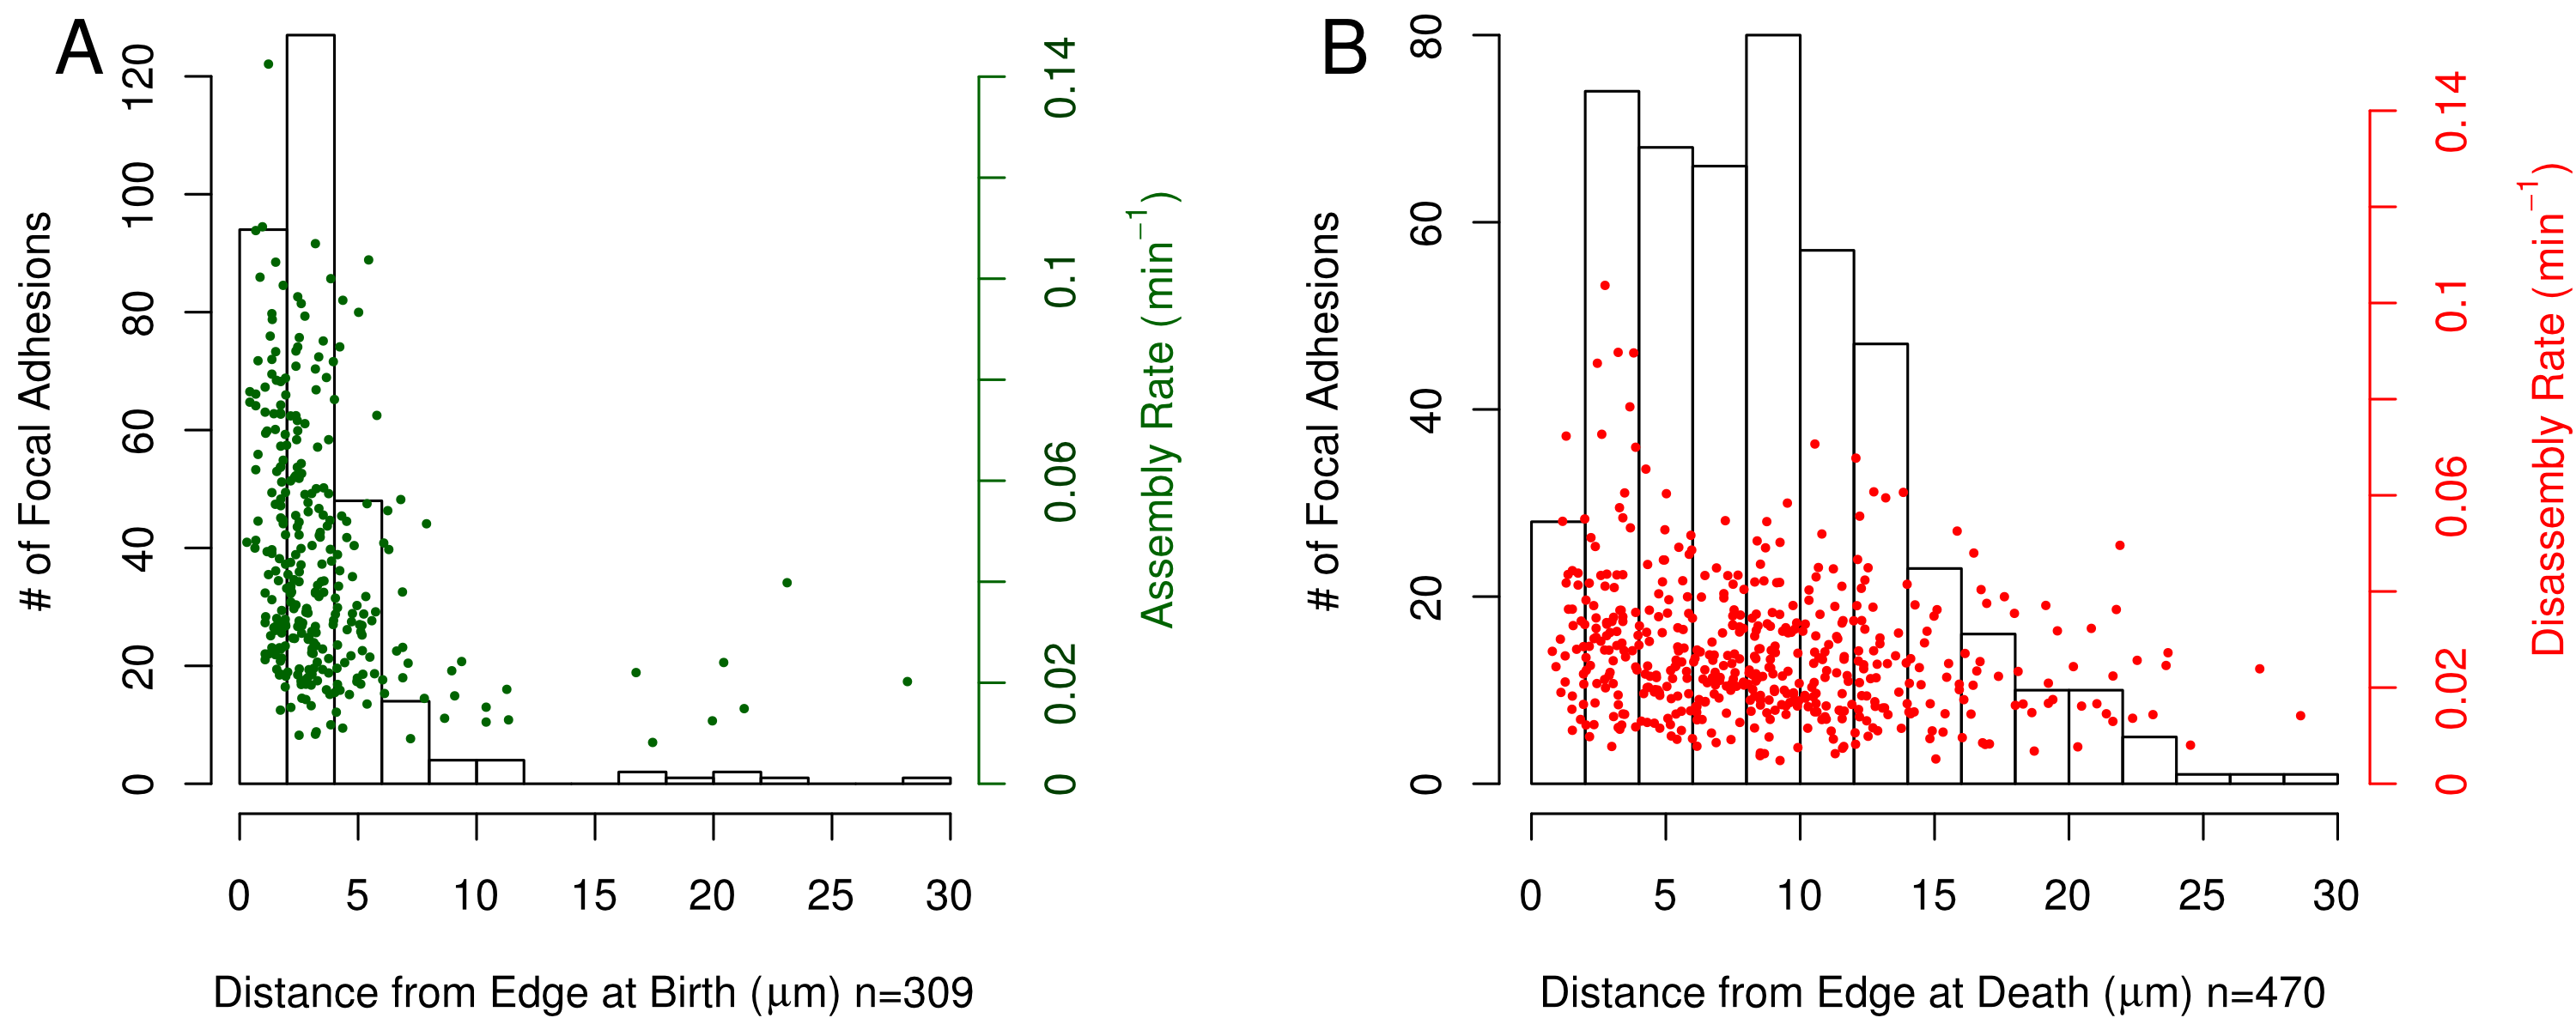 A
# of Focal Adhesions
0 20 40 60 80 100 120
0 0.02 0.06 0.1 0.14
Assembly Rate (min⁻¹)
0 5 10 15 20 25 30
Distance from Edge at Birth (μm) n=309
B
# of Focal Adhesions
0 20 40 60 80
0 0.02 0.06 0.1 0.14
Disassembly Rate (min⁻¹)
0 5 10 15 20 25 30
Distance from Edge at Death (μm) n=470